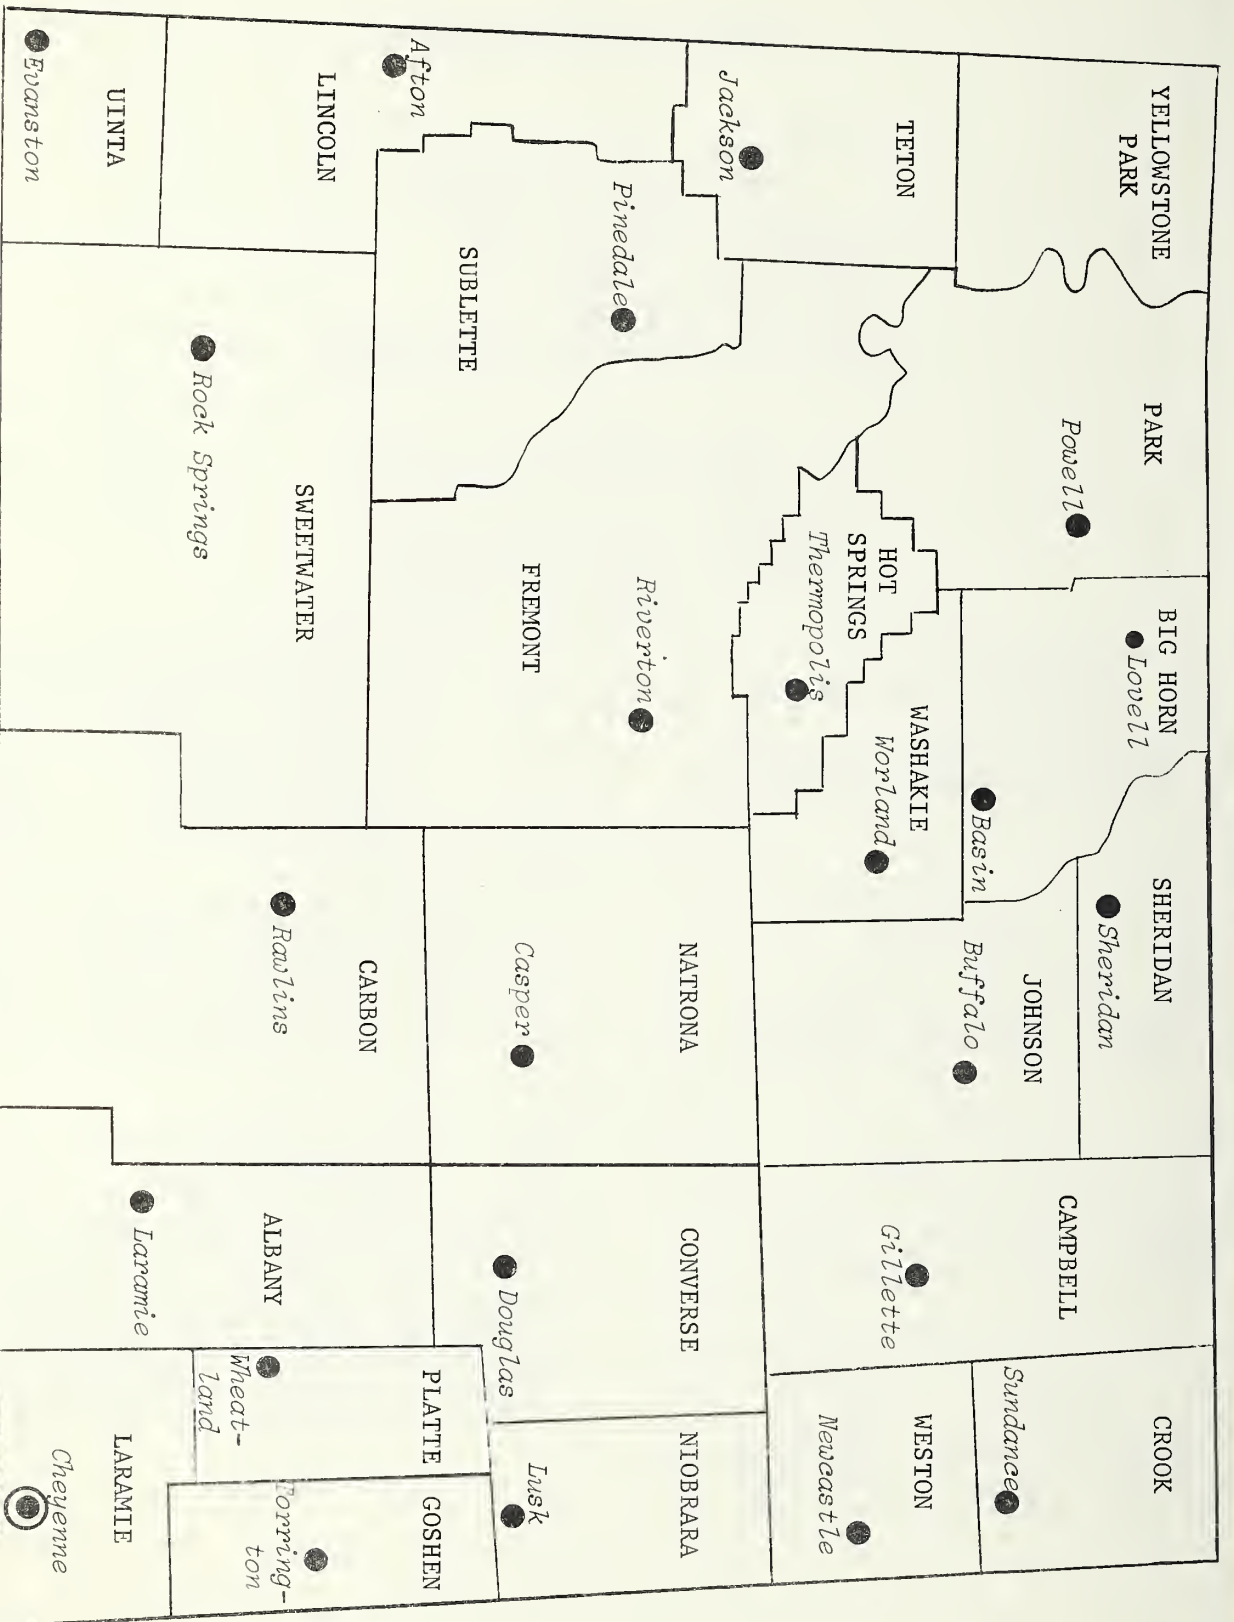 YELLOWSTONE
PARK
PARK
Powell
BIG HORN
Lovell
SHERIDAN
Sheridan
CROOK
Sundance
TETON
Jackson
HOT
SPRINGS
Thermopolis
WASHAKIE
Worland
Basin
JOHNSON
Buffalo
CAMPBELL
Gillette
WESTON
Newcastle
Afton
Pinedale
SUBLETTE
Riverton
FREMONT
NATRONA
Casper
CONVERSE
Douglas
NIOBRARA
Lusk
LINCOLN
UINTA
Evanston
Rock Springs
SWEETWATER
CARBON
Rawlins
ALBANY
Laramie
PLATTE
Wheat-
land
GOSHEN
Torring-
ton
LARAMIE
Cheyenne